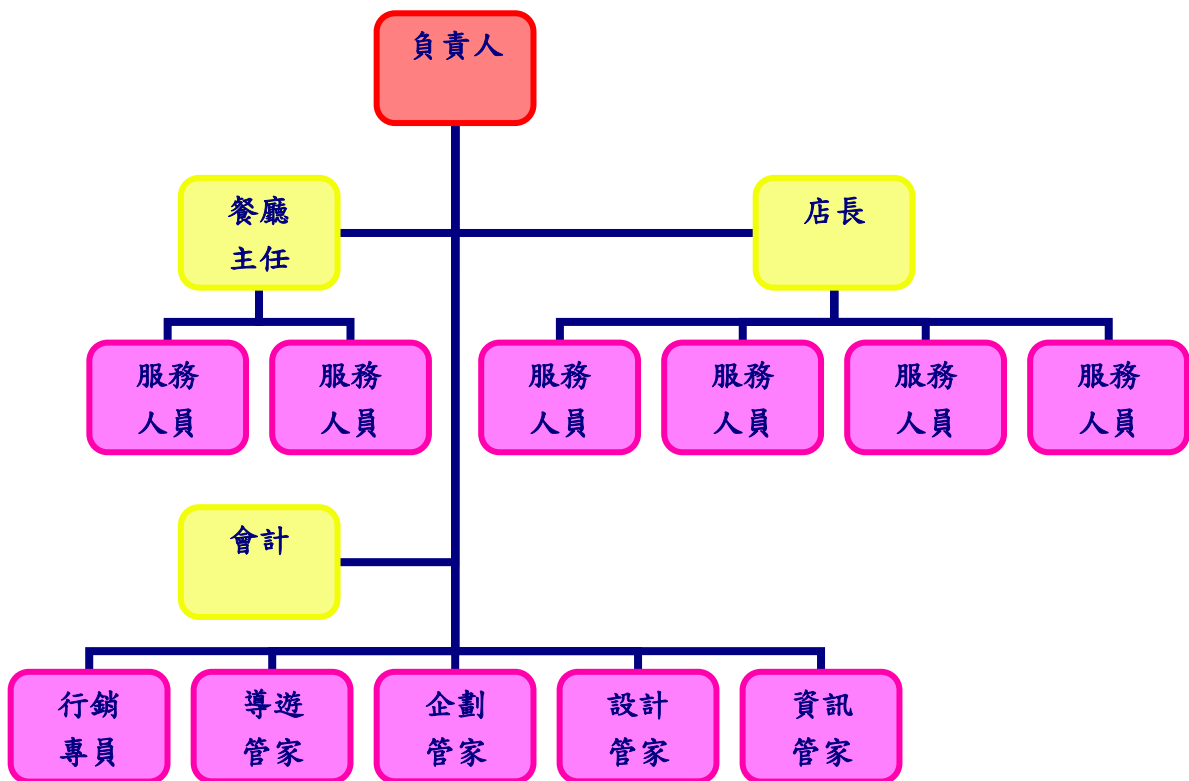 負責人
餐廳
主任
店長
服務
人員
服務
人員
服務
人員
服務
人員
服務
人員
服務
人員
會計
行銷
專員
導遊
管家
企劃
管家
設計
管家
資訊
管家